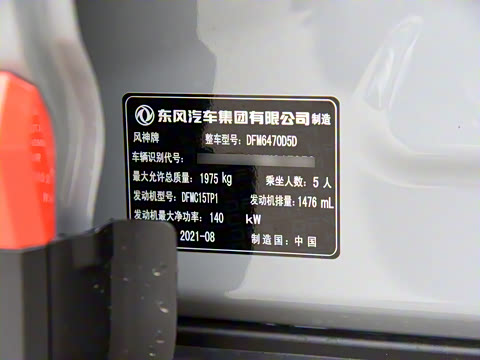 东风汽车集团有限公司 制造
风神牌 整车型号: DFM6470D5D
车辆识别代号:
最大允许总质量: 1975 kg 乘坐人数: 5 人
发动机型号: DFMC15TP1 发动机排量: 1476 mL
发动机最大净功率: 140 kW
2021-08 制造国: 中国